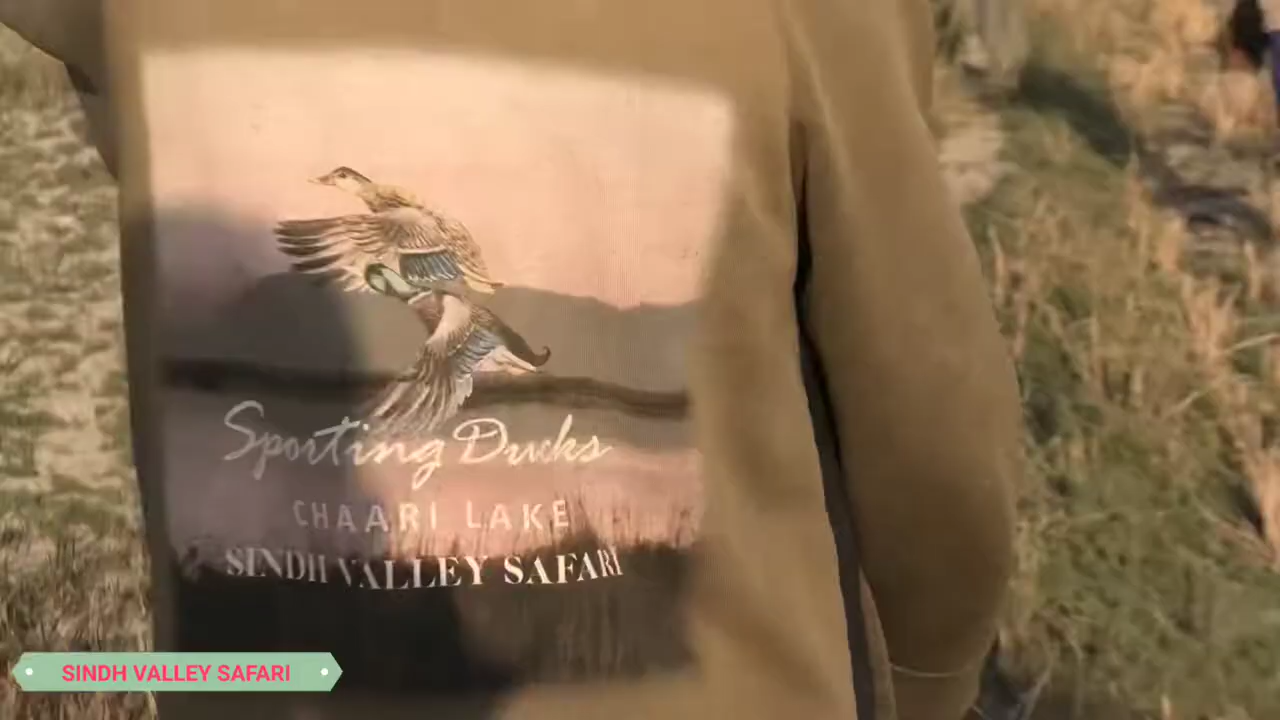 Sporting Ducks
CHAARI LAKE
SINDH VALLEY SAFARI
SINDH VALLEY SAFARI